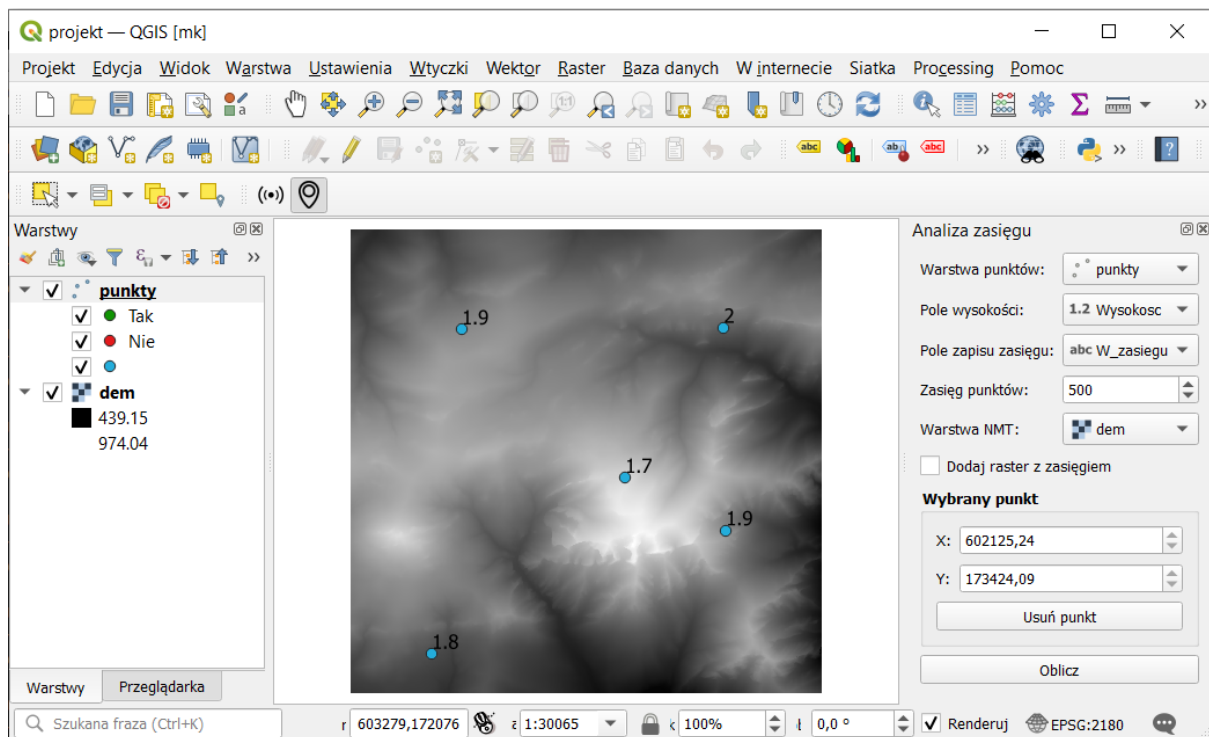 projekt — QGIS [mk]
Projekt Edycja Widok Warstwa Ustawienia Wtyczki Wektor Raster Baza danych W internecie Siatka Processing Pomoc
Warstwy
punkty
Tak
Nie
dem
439.15
974.04
Warstwy Przeglądarka
1.9
2
1.7
1.9
1.8
Analiza zasięgu
Warstwa punktów: punkty
Pole wysokości: 1.2 Wysokosc
Pole zapisu zasięgu: abc W_zasiegu
Zasięg punktów: 500
Warstwa NMT: dem
Dodaj raster z zasięgiem
Wybrany punkt
X: 602125,24
Y: 173424,09
Usuń punkt
Oblicz
Szukana fraza (Ctrl+K) 603279,172076 1:30065 100% 0,0 ° Renderuj EPSG:2180